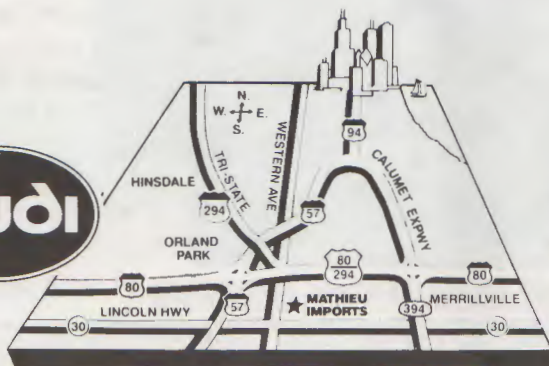 N.
W. E.
S.
94
HINSDALE
TRI-STATE
WESTERN AVE
CALUMET EXPWY
294
57
ORLAND
PARK
80
80
294
80
LINCOLN HWY
57
★ MATHIEU
IMPORTS
394
MERRILLVILLE
30
30